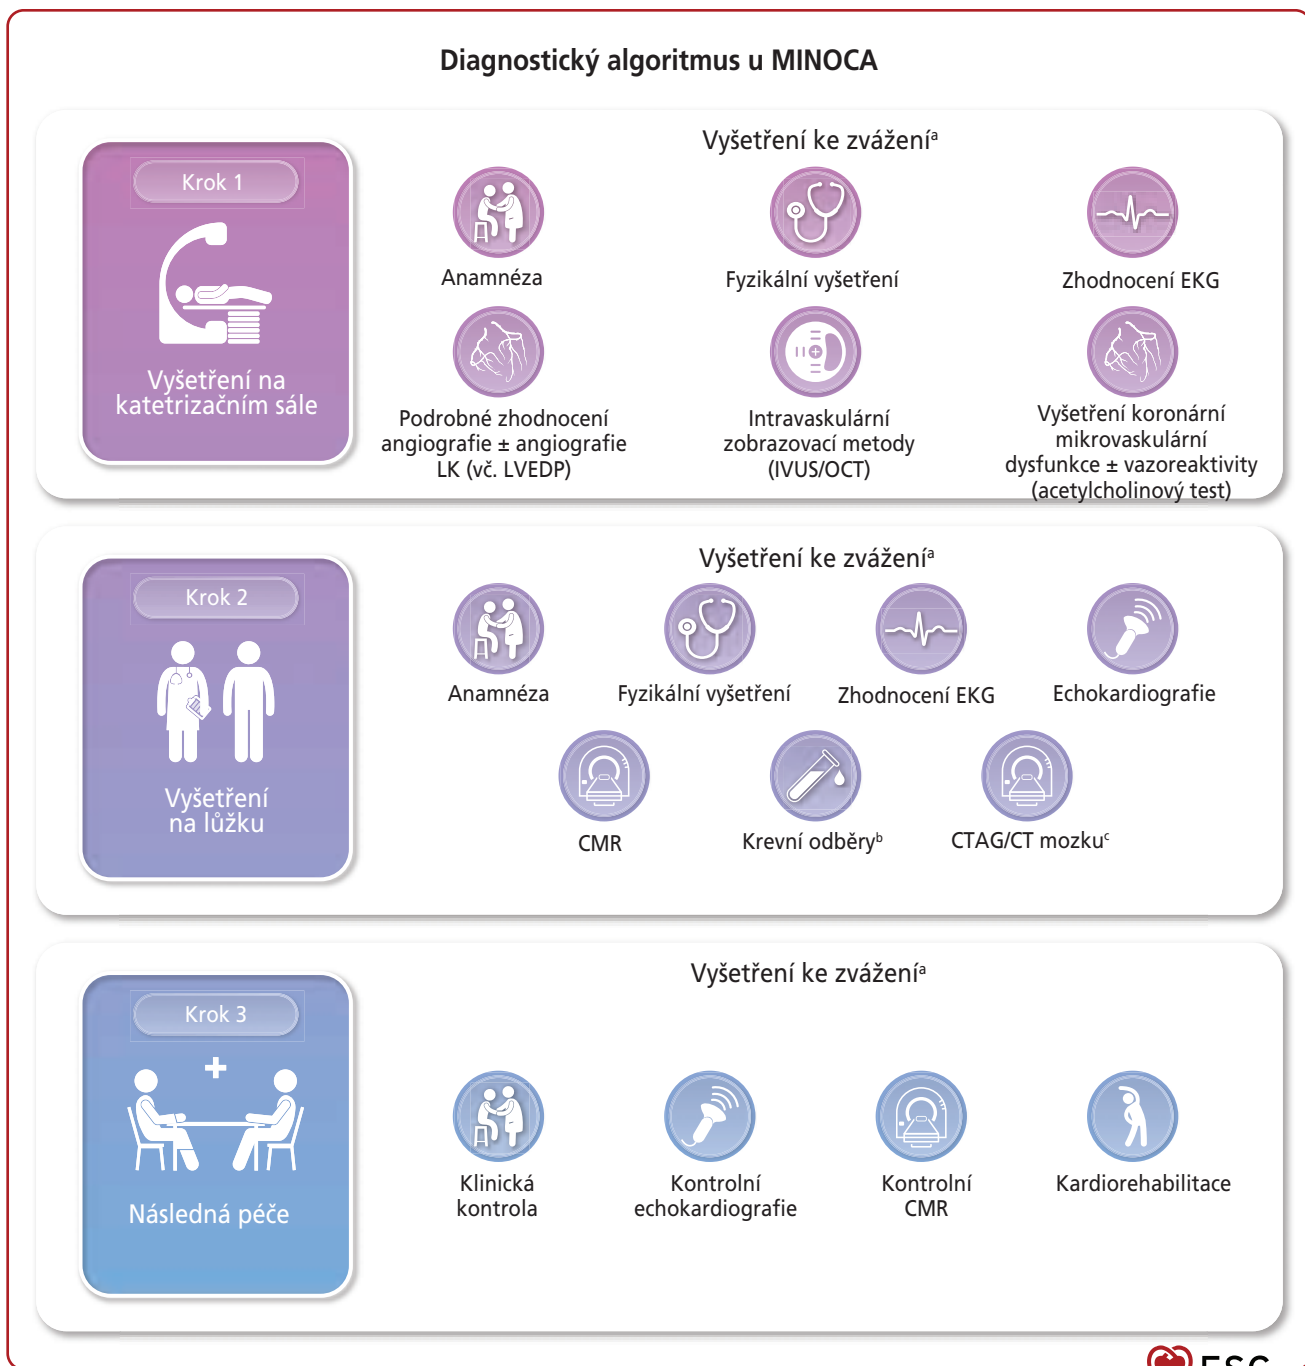 Diagnostický algoritmus u MINOCA
Krok 1
Vyšetření na
katetrizačním sále
Vyšetření ke zváženíᵃ
Anamnéza
Fyzikální vyšetření
Zhodnocení EKG
Podrobné zhodnocení
angiografie ± angiografie
LK (vč. LVEDP)
Intravaskulární
zobrazovací metody
(IVUS/OCT)
Vyšetření koronární
mikrovaskulární
dysfunkce ± vazoreaktivity
(acetylcholinový test)
Krok 2
Vyšetření
na lůžku
Vyšetření ke zváženíᵃ
Anamnéza
Fyzikální vyšetření
Zhodnocení EKG
Echokardiografie
CMR
Krevní odběryᵇ
CTAG/CT mozkuᶜ
Krok 3
Následná péče
Vyšetření ke zváženíᵃ
Klinická
kontrola
Kontrolní
echokardiografie
Kontrolní
CMR
Kardiorehabilitace
ESC